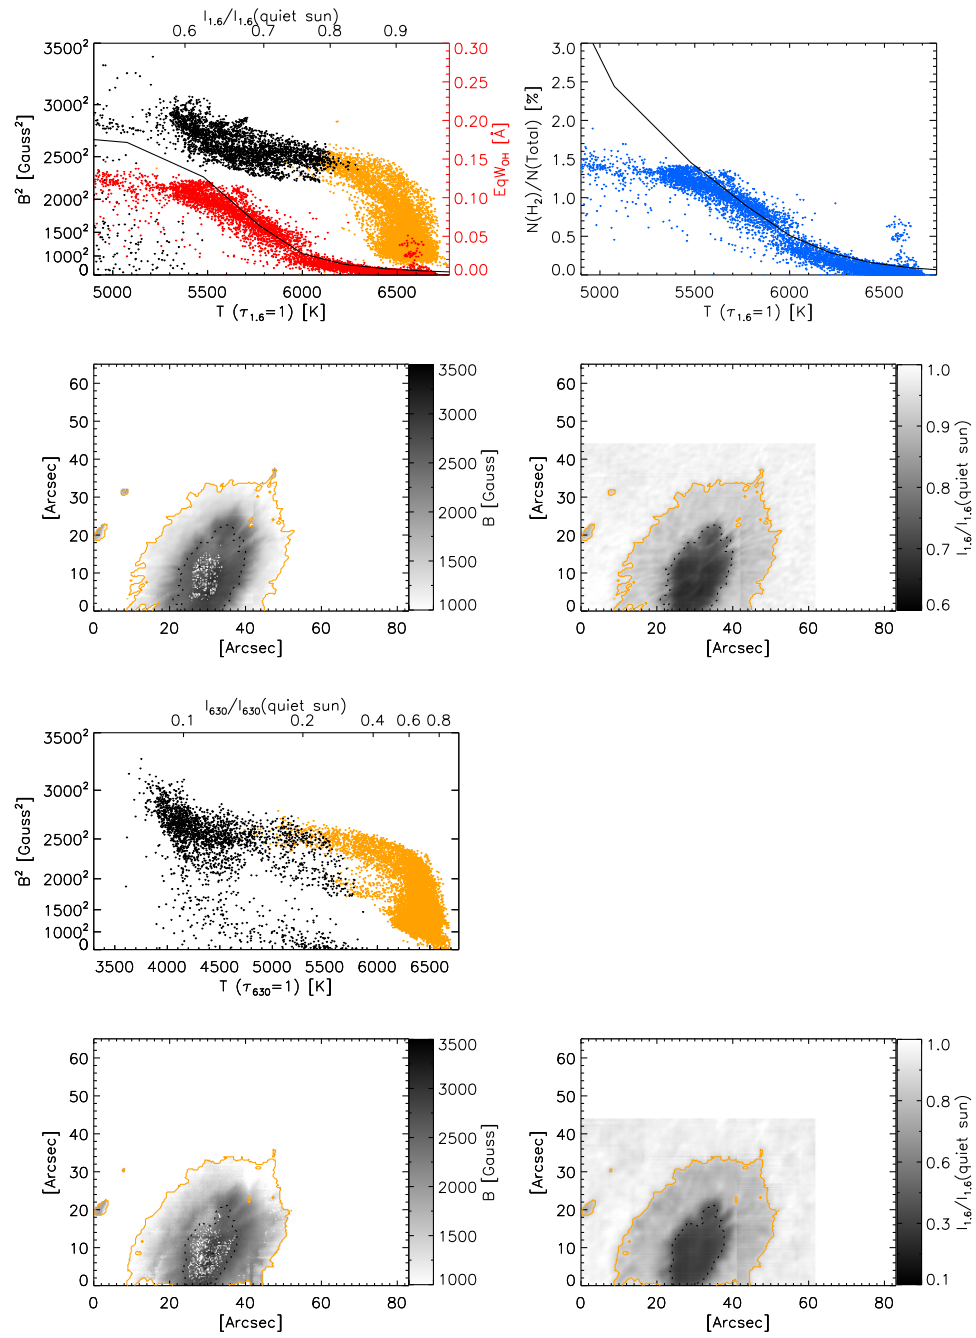 I1.6/I1.6(quiet sun)
0.6 0.7 0.8 0.9
3500² 3000² 2500² 2000² 1500² 1000² 0
B² [Gauss²]
0.30 0.25 0.20 0.15 0.10 0.05 0.00
EqWOH [Å]
5000 5500 6000 6500
T (τ1.6=1) [K]
3.0 2.5 2.0 1.5 1.0 0.5 0.0
N(H2)/N(Total) [%]
5000 5500 6000 6500
T (τ1.6=1) [K]
60 50 40 30 20 10 0
[Arcsec]
0 20 40 60 80
[Arcsec]
3500 3000 2500 2000 1500 1000
B [Gauss]
60 50 40 30 20 10 0
[Arcsec]
0 20 40 60 80
[Arcsec]
1.0 0.9 0.8 0.7 0.6
I1.6/I1.6(quiet sun)
I630/I630(quiet sun)
0.1 0.2 0.4 0.6 0.8
3500² 3000² 2500² 2000² 1500² 1000² 0
B² [Gauss²]
3500 4000 4500 5000 5500 6000 6500
T (τ630=1) [K]
60 50 40 30 20 10 0
[Arcsec]
0 20 40 60 80
[Arcsec]
3500 3000 2500 2000 1500 1000
B [Gauss]
60 50 40 30 20 10 0
[Arcsec]
0 20 40 60 80
[Arcsec]
1.0 0.9 0.6 0.3 0.1
I1.6/I1.6(quiet sun)